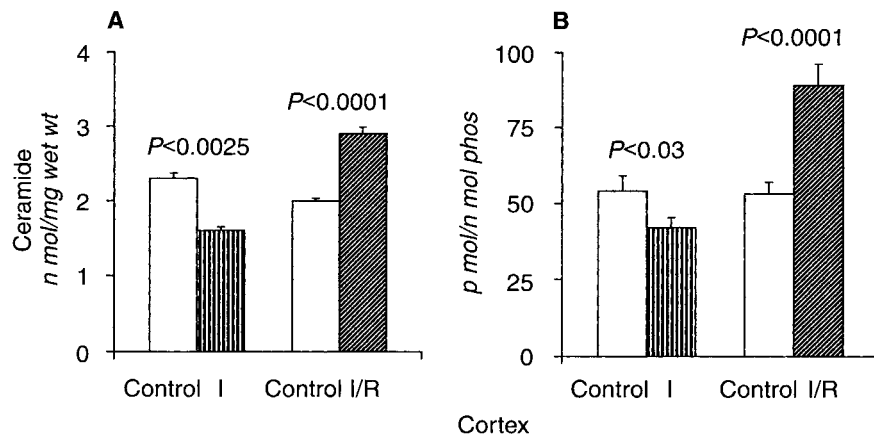 A
4
3
2
1
0
Ceramide
n mol/mg wet wt
P<0.0025
P<0.0001
Control I
Control I/R
B
100
75
50
25
0
p mol/n mol phos
P<0.03
P<0.0001
Control I
Control I/R
Cortex